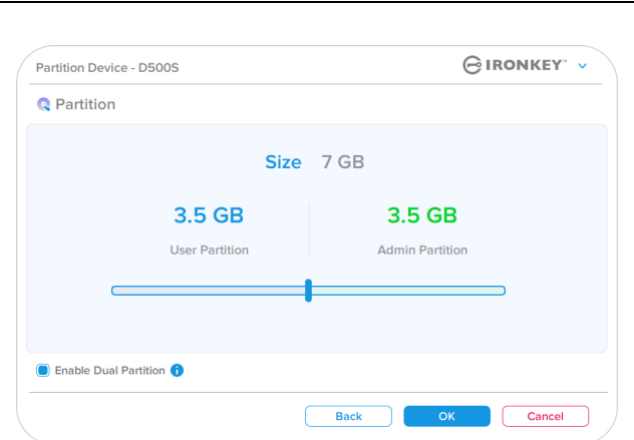 Partition Device - D500S
IRONKEY™
Partition
Size 7 GB
3.5 GB 3.5 GB
User Partition Admin Partition
Enable Dual Partition
Back OK Cancel